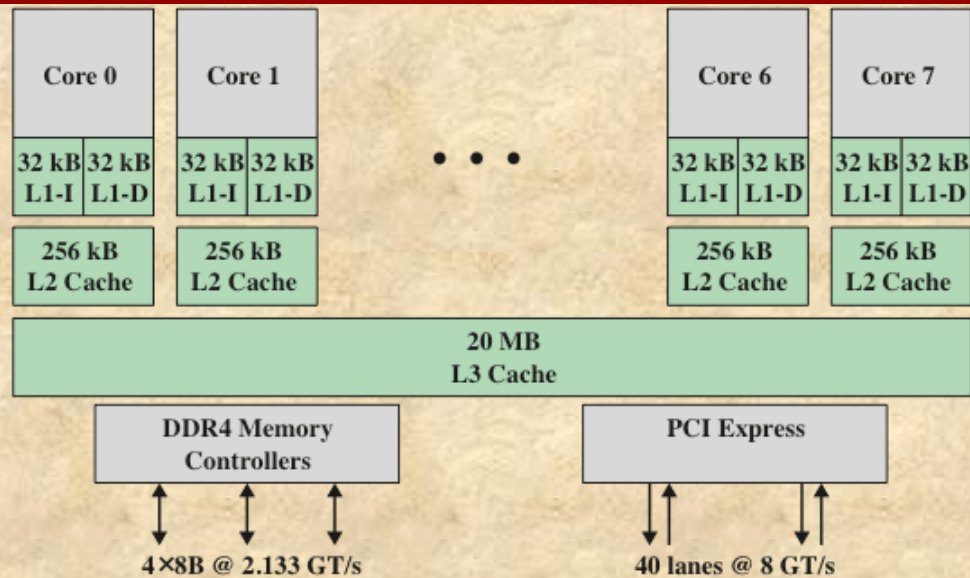 Core 0
Core 1
Core 6
Core 7
32 kB 32 kB
L1-I L1-D
32 kB 32 kB
L1-I L1-D
32 kB 32 kB
L1-I L1-D
32 kB 32 kB
L1-I L1-D
256 kB
L2 Cache
256 kB
L2 Cache
256 kB
L2 Cache
256 kB
L2 Cache
20 MB
L3 Cache
DDR4 Memory
Controllers
PCI Express
4×8B @ 2.133 GT/s
40 lanes @ 8 GT/s